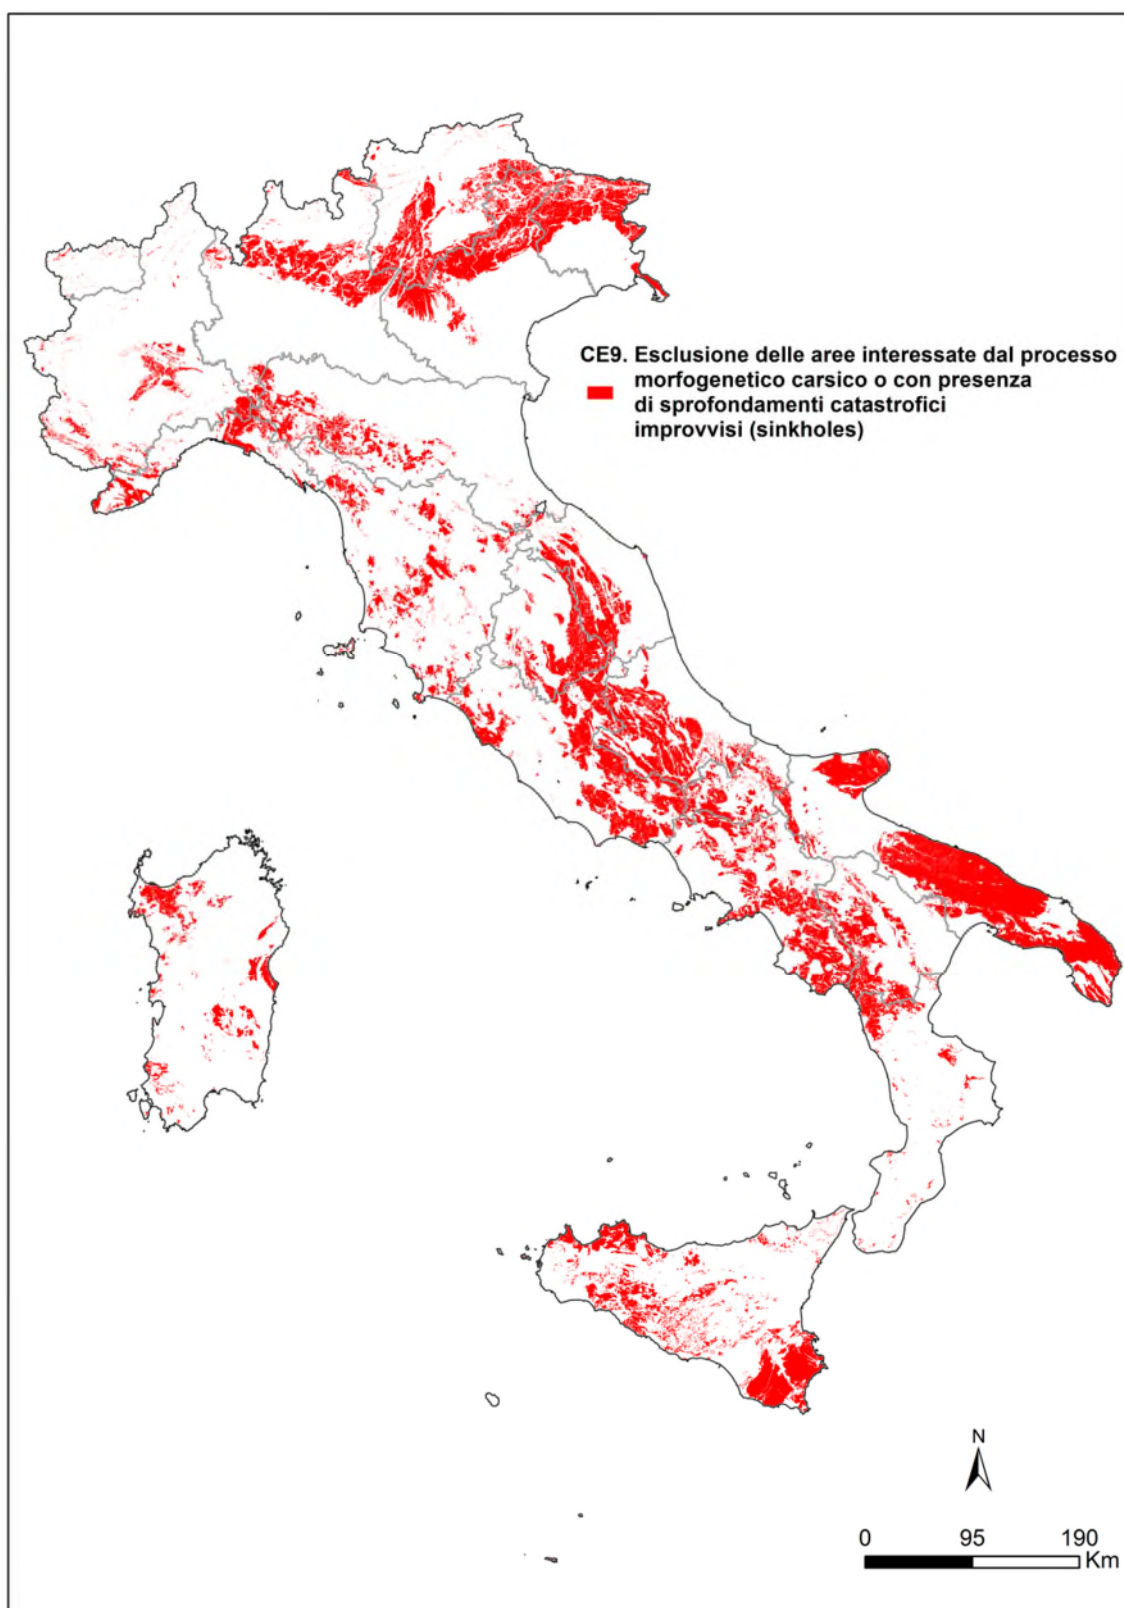 CE9. Esclusione delle aree interessate dal processo
morfogenetico carsico o con presenza
di sprofondamenti catastrofici
improvvisi (sinkholes)
N
0 95 190
Km